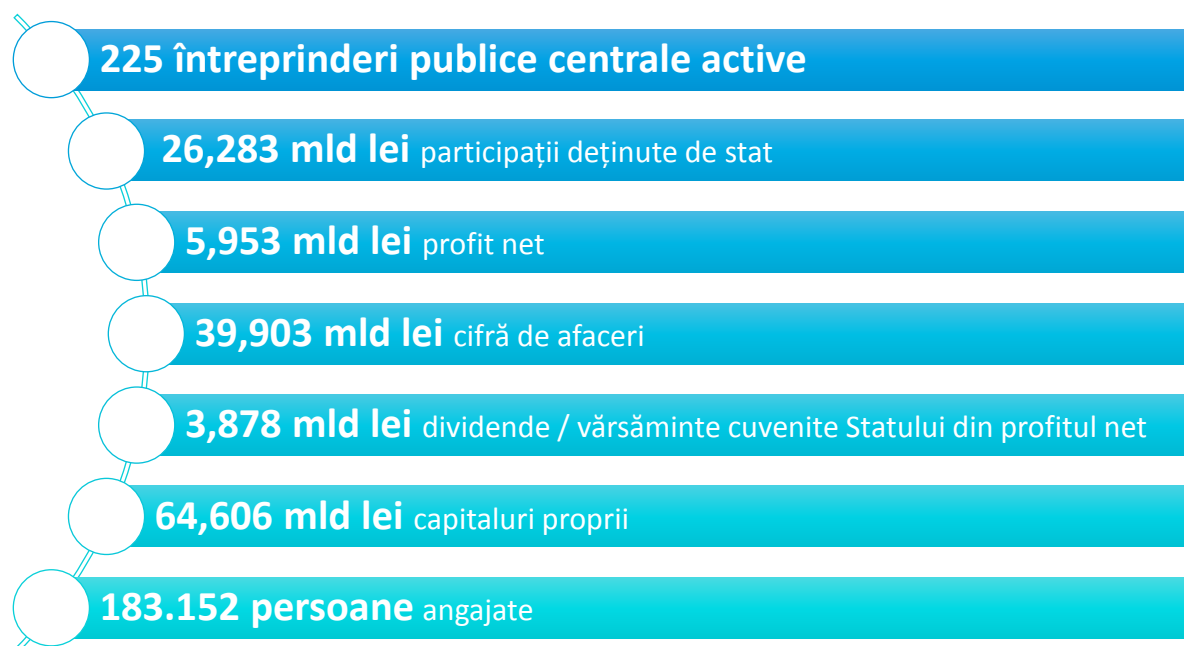 225 întreprinderi publice centrale active
26,283 mld lei participații deținute de stat
5,953 mld lei profit net
39,903 mld lei cifră de afaceri
3,878 mld lei dividende / vărsăminte cuvenite Statului din profitul net
64,606 mld lei capitaluri proprii
183.152 persoane angajate